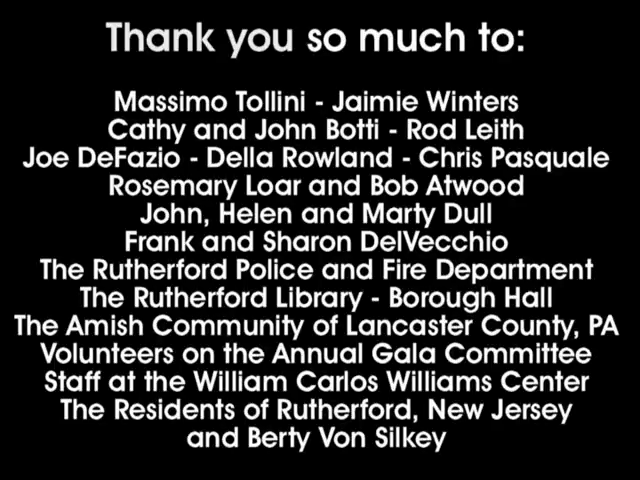 Thank you so much to:
Massimo Tollini - Jaimie Winters
Cathy and John Botti - Rod Leith
Joe DeFazio - Della Rowland - Chris Pasquale
Rosemary Loar and Bob Atwood
John, Helen and Marty Dull
Frank and Sharon DelVecchio
The Rutherford Police and Fire Department
The Rutherford Library - Borough Hall
The Amish Community of Lancaster County, PA
Volunteers on the Annual Gala Committee
Staff at the William Carlos Williams Center
The Residents of Rutherford, New Jersey
and Berty Von Silkey